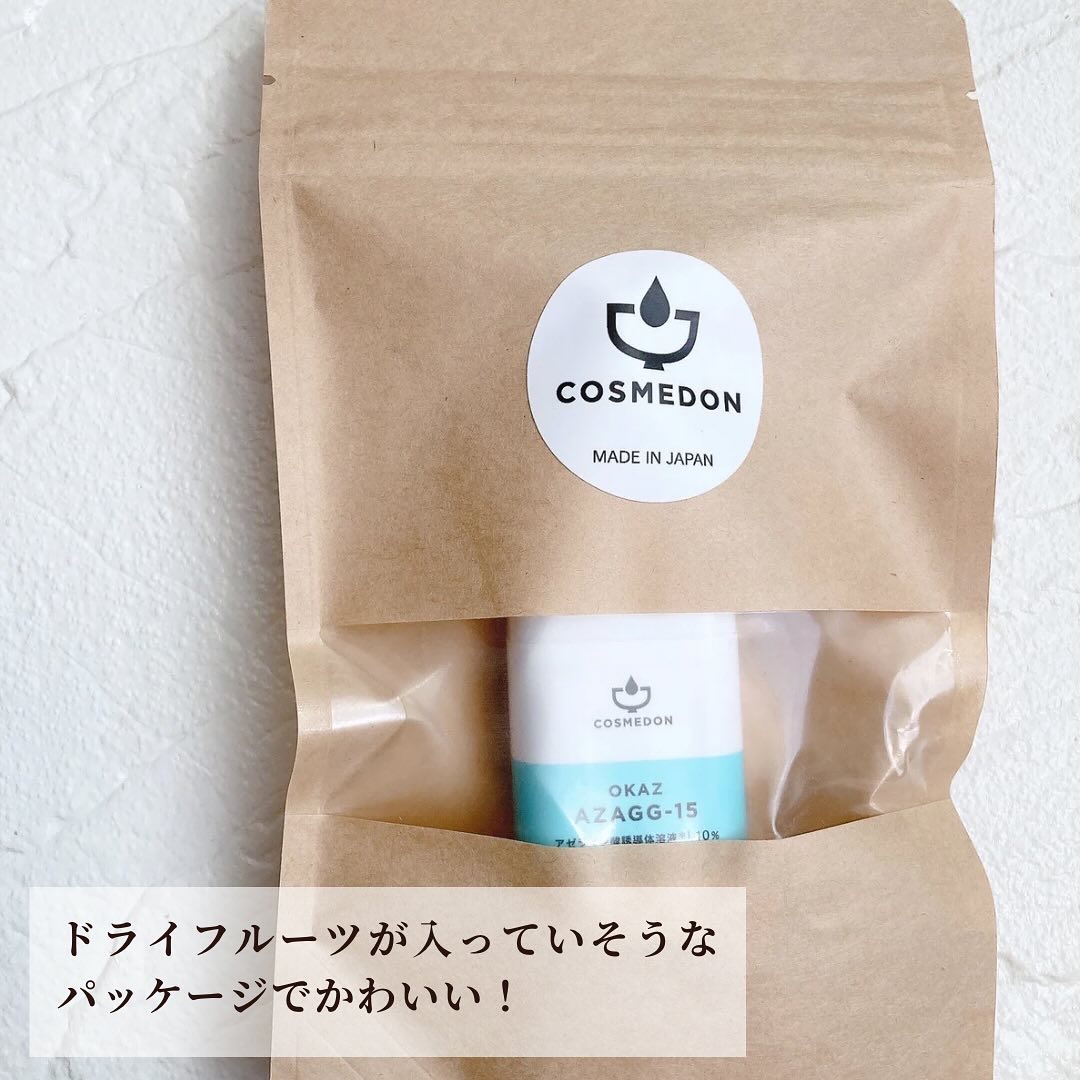 COSMEDON
MADE IN JAPAN
COSMEDON
OKAZ
AZAGG-15
ドライフルーツが入っていそうな
パッケージでかわいい！